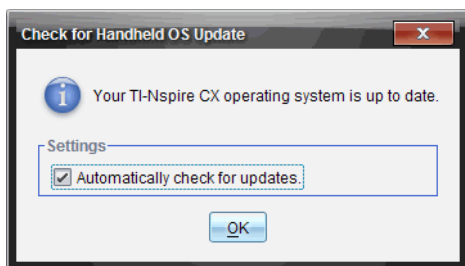 Check for Handheld OS Update
Your TI-Nspire CX operating system is up to date.
Settings
Automatically check for updates.
OK